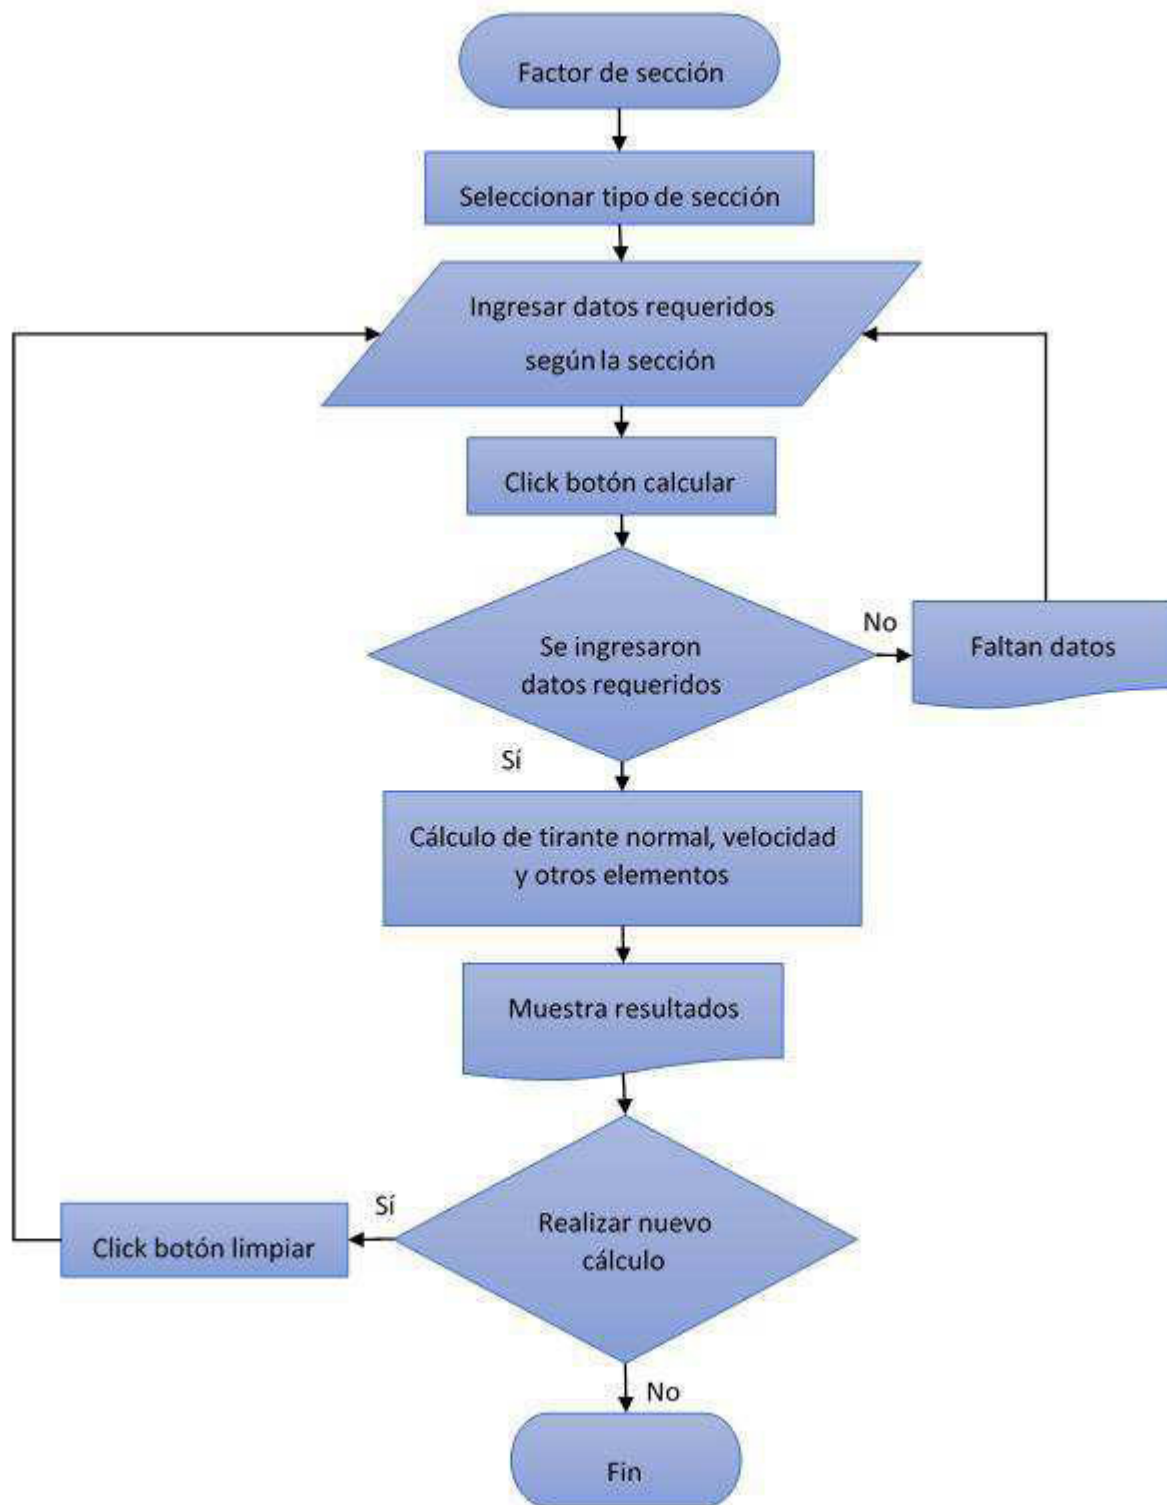 Factor de sección
Seleccionar tipo de sección
Ingresar datos requeridos
según la sección
Click botón calcular
Se ingresaron
datos requeridos
No
Faltan datos
Sí
Cálculo de tirante normal, velocidad
y otros elementos
Muestra resultados
Realizar nuevo
cálculo
Sí
Click botón limpiar
No
Fin